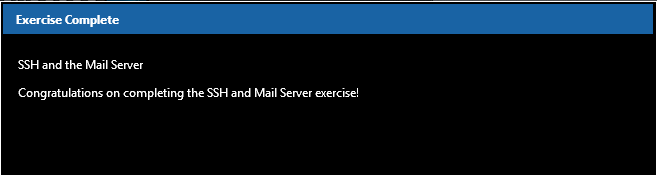 Exercise Complete
SSH and the Mail Server
Congratulations on completing the SSH and Mail Server exercise!